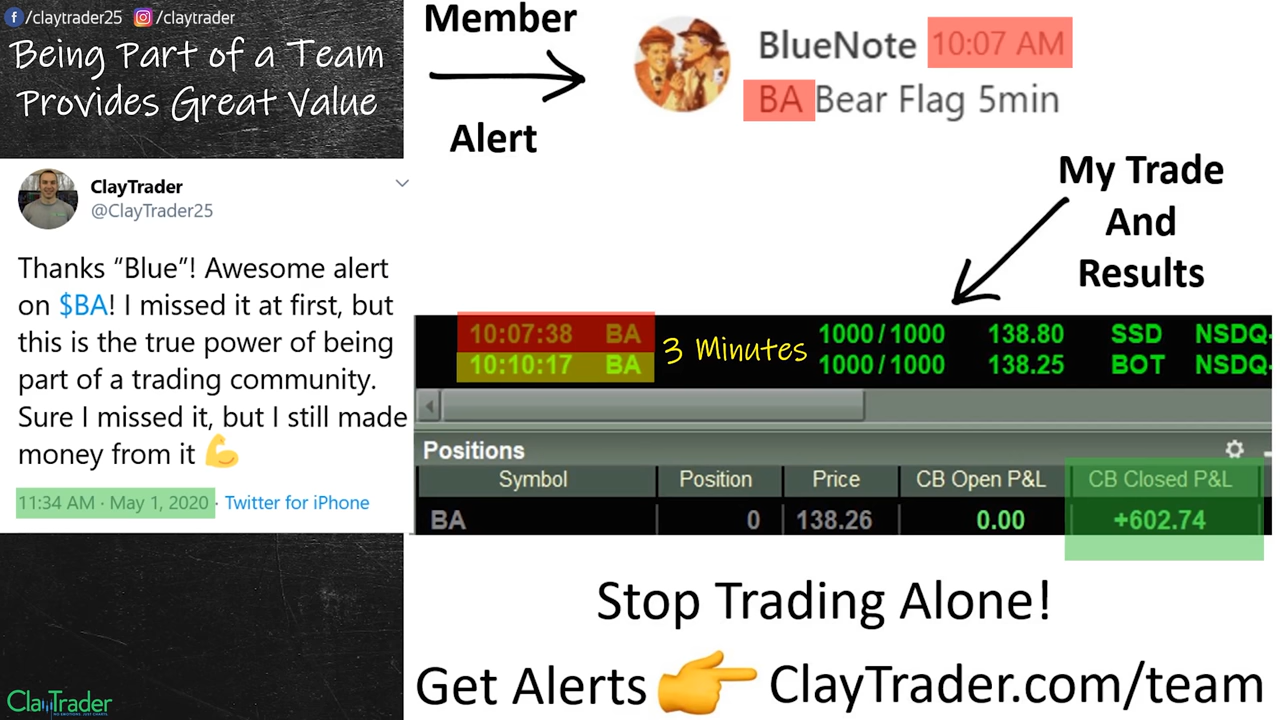 /claytrader25 /claytrader
Being Part of a Team
Provides Great Value
ClayTrader
@ClayTrader25
Thanks “Blue”! Awesome alert
on $BA! I missed it at first, but
this is the true power of being
part of a trading community.
Sure I missed it, but I still made
money from it 💪
11:34 AM · May 1, 2020 · Twitter for iPhone
ClayTrader
Member
Alert
BlueNote 10:07 AM
BA Bear Flag 5min
My Trade
And
Results
10:07:38 BA 1000/1000 138.80 SSD NSDQ-
10:10:17 BA 1000/1000 138.25 BOT NSDQ-
3 Minutes
Positions
Symbol Position Price CB Open P&L CB Closed P&L
BA 0 138.26 0.00 +602.74
Stop Trading Alone!
Get Alerts 👉 ClayTrader.com/team